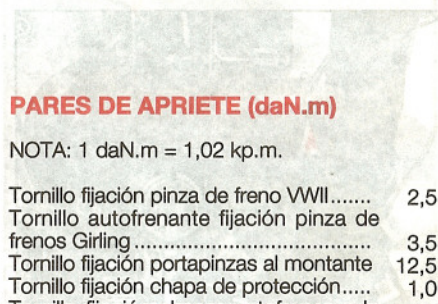 PARES DE APRIETE (daN.m)
NOTA: 1 daN.m = 1,02 kp.m.
Tornillo fijación pinza de freno VWII....... 2,5
Tornillo autofrenante fijación pinza de
frenos Girling....................................... 3,5
Tornillo fijación portapinzas al montante 12,5
Tornillo fijación chapa de protección..... 1,0